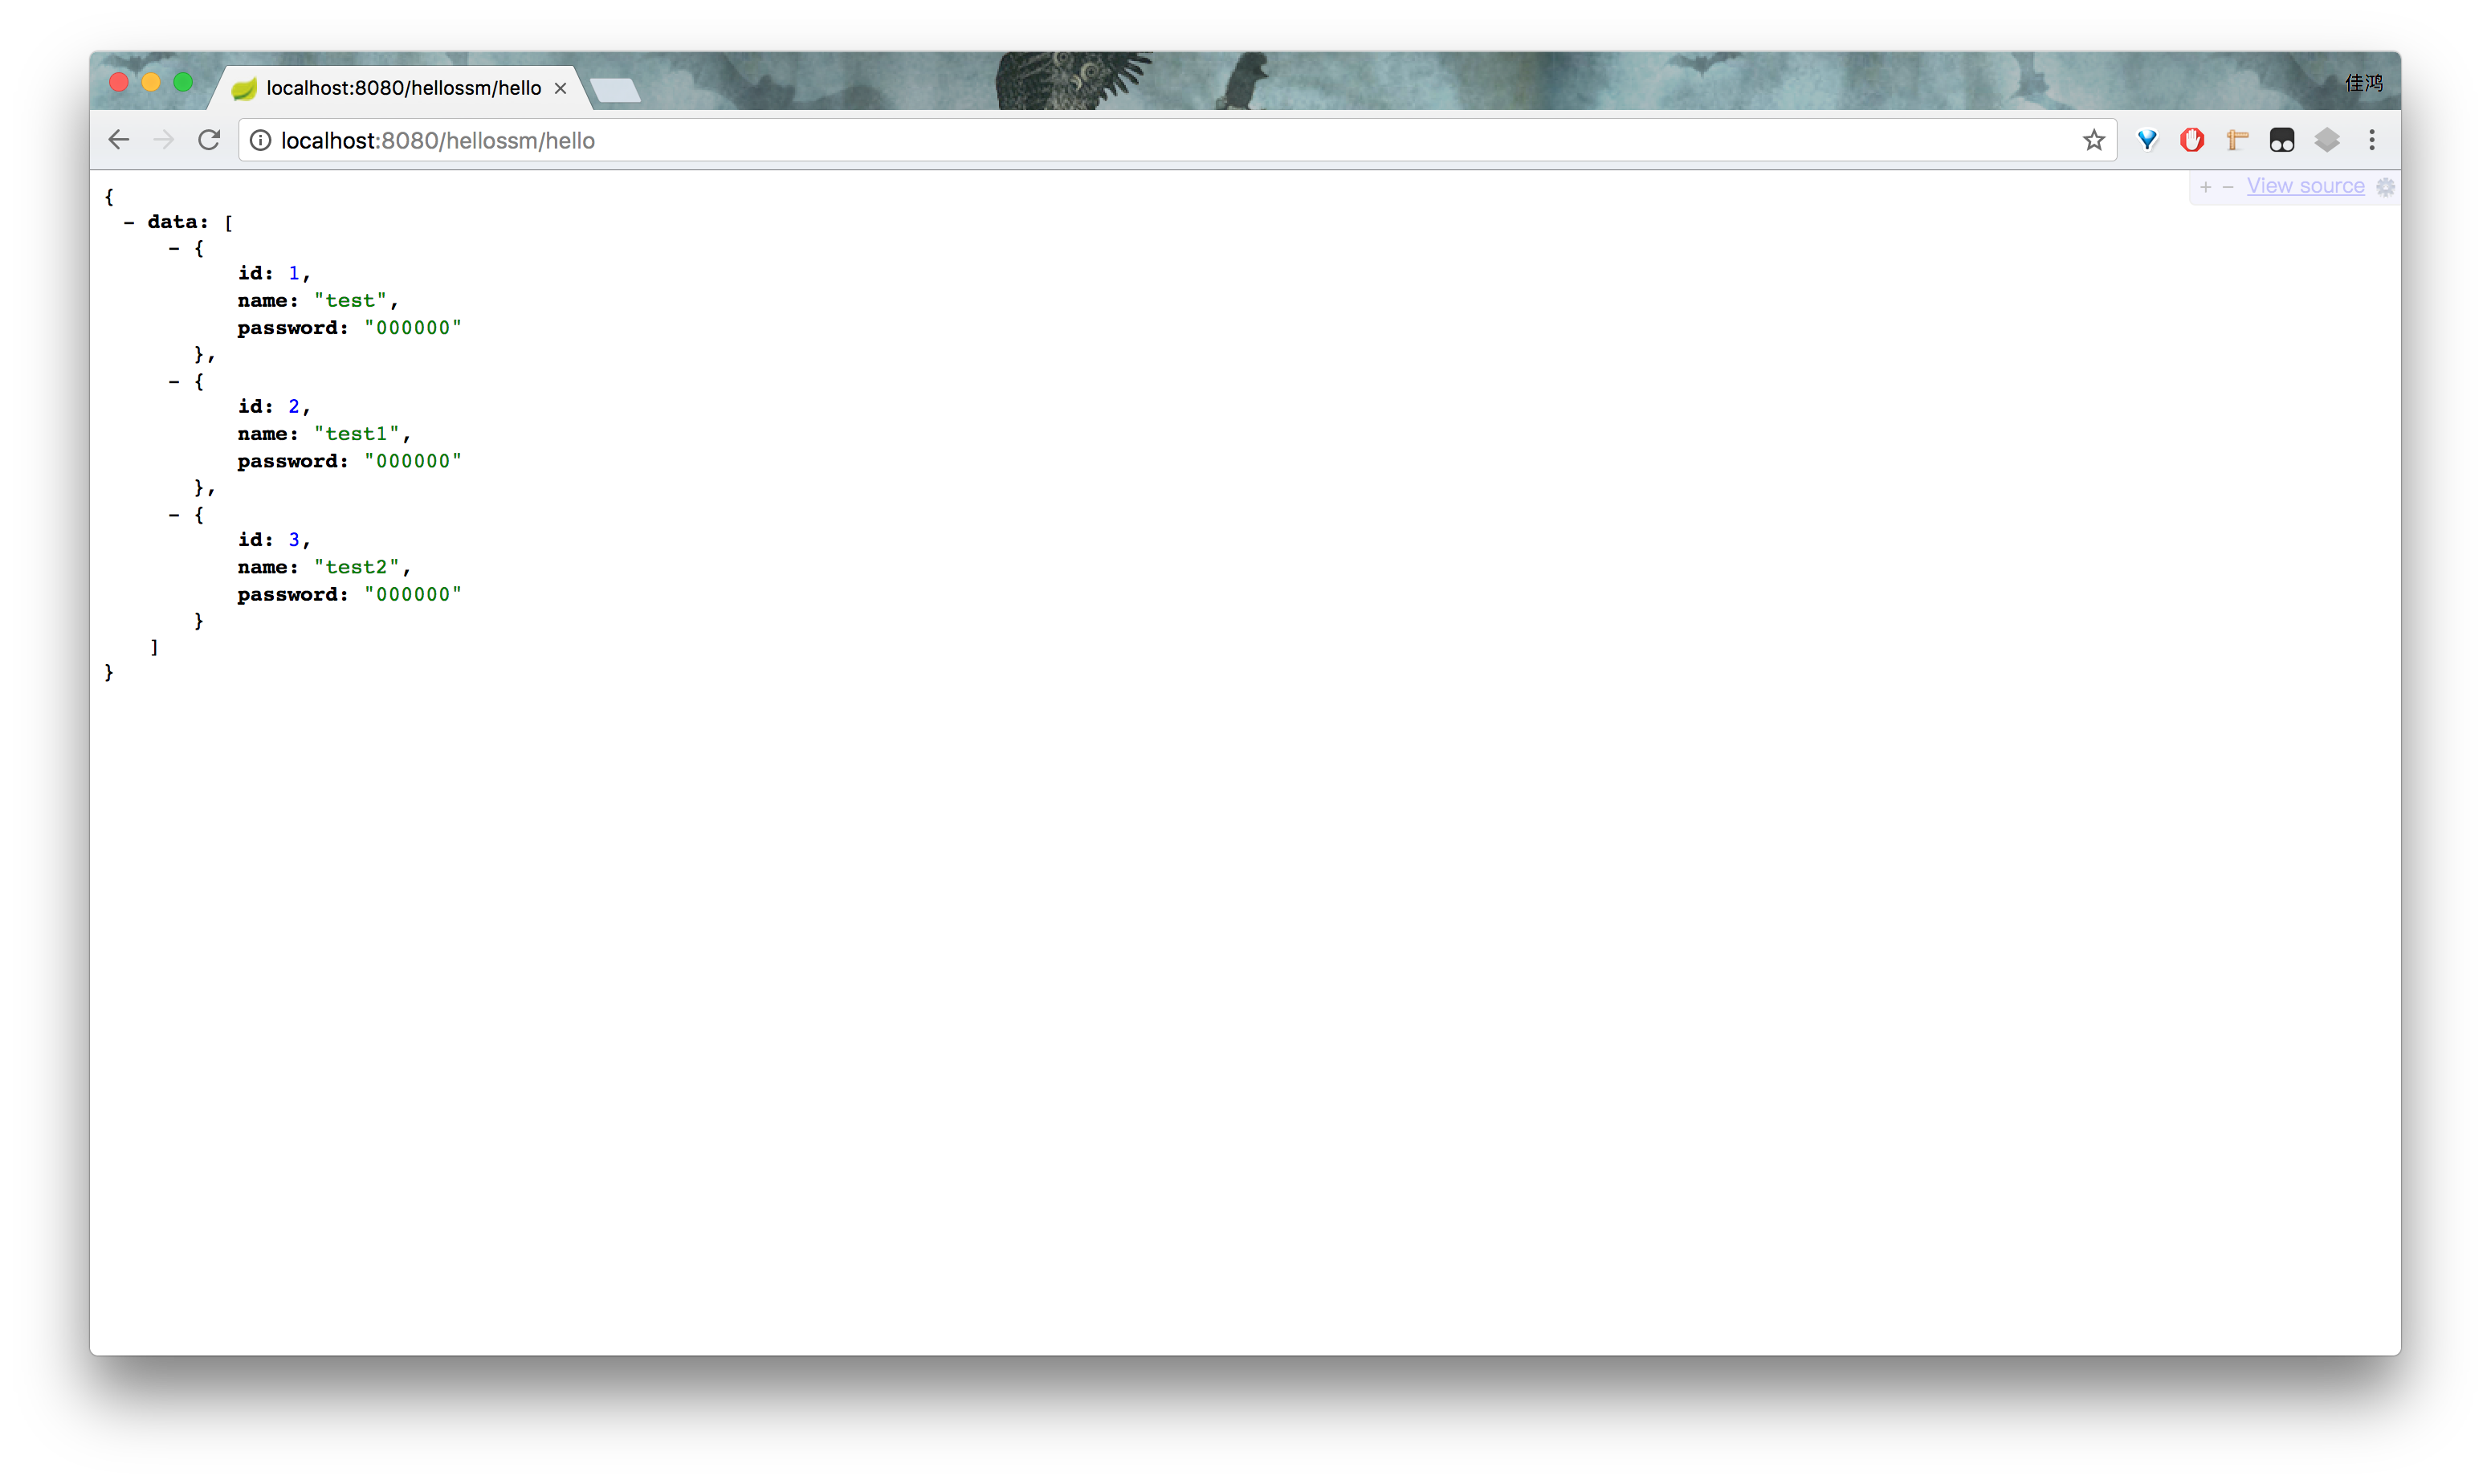 localhost:8080/hellossm/hello
佳鸿
localhost:8080/hellossm/hello
+ - View source
{
- data: [
- {
id: 1,
name: "test",
password: "000000"
},
- {
id: 2,
name: "test1",
password: "000000"
},
- {
id: 3,
name: "test2",
password: "000000"
}
]
}